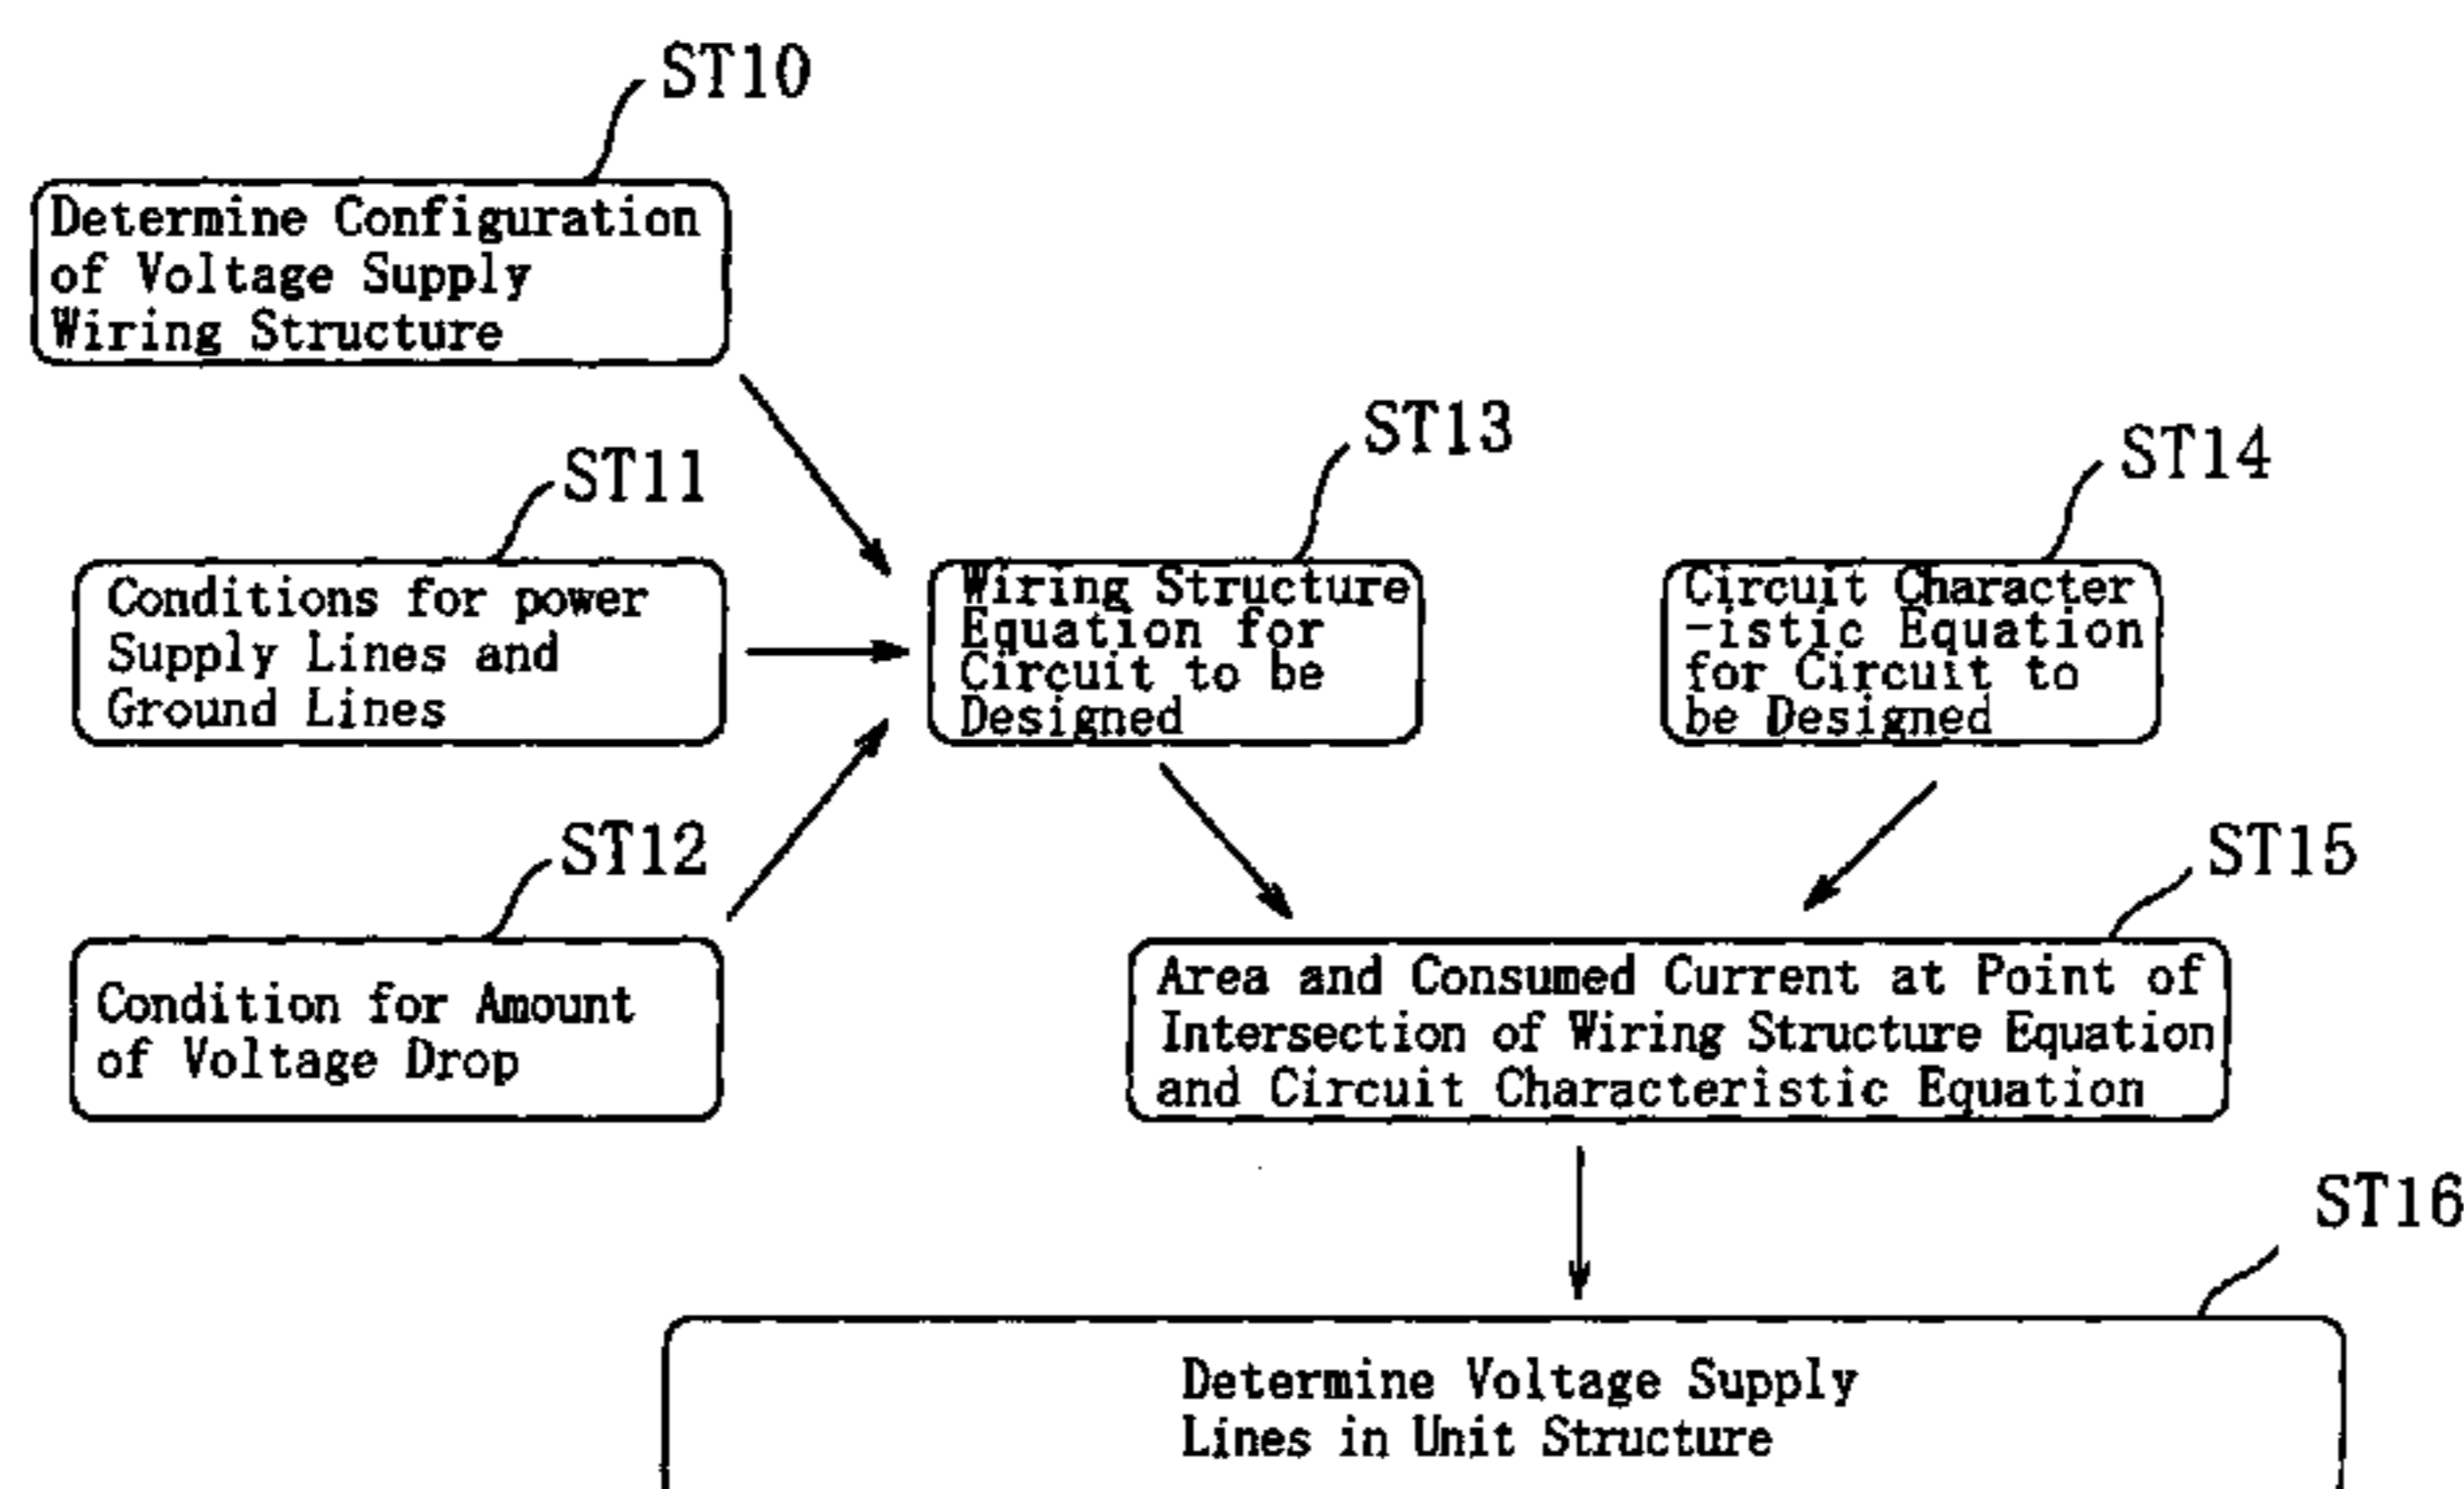 ST10
Determine Configuration
of Voltage Supply
Wiring Structure
ST11
Conditions for power
Supply Lines and
Ground Lines
ST12
Condition for Amount
of Voltage Drop
ST13
Wiring Structure
Equation for
Circuit to be
Designed
ST14
Circuit Character
-istic Equation
for Circuit to
be Designed
ST15
Area and Consumed Current at Point of
Intersection of Wiring Structure Equation
and Circuit Characteristic Equation
ST16
Determine Voltage Supply
Lines in Unit Structure